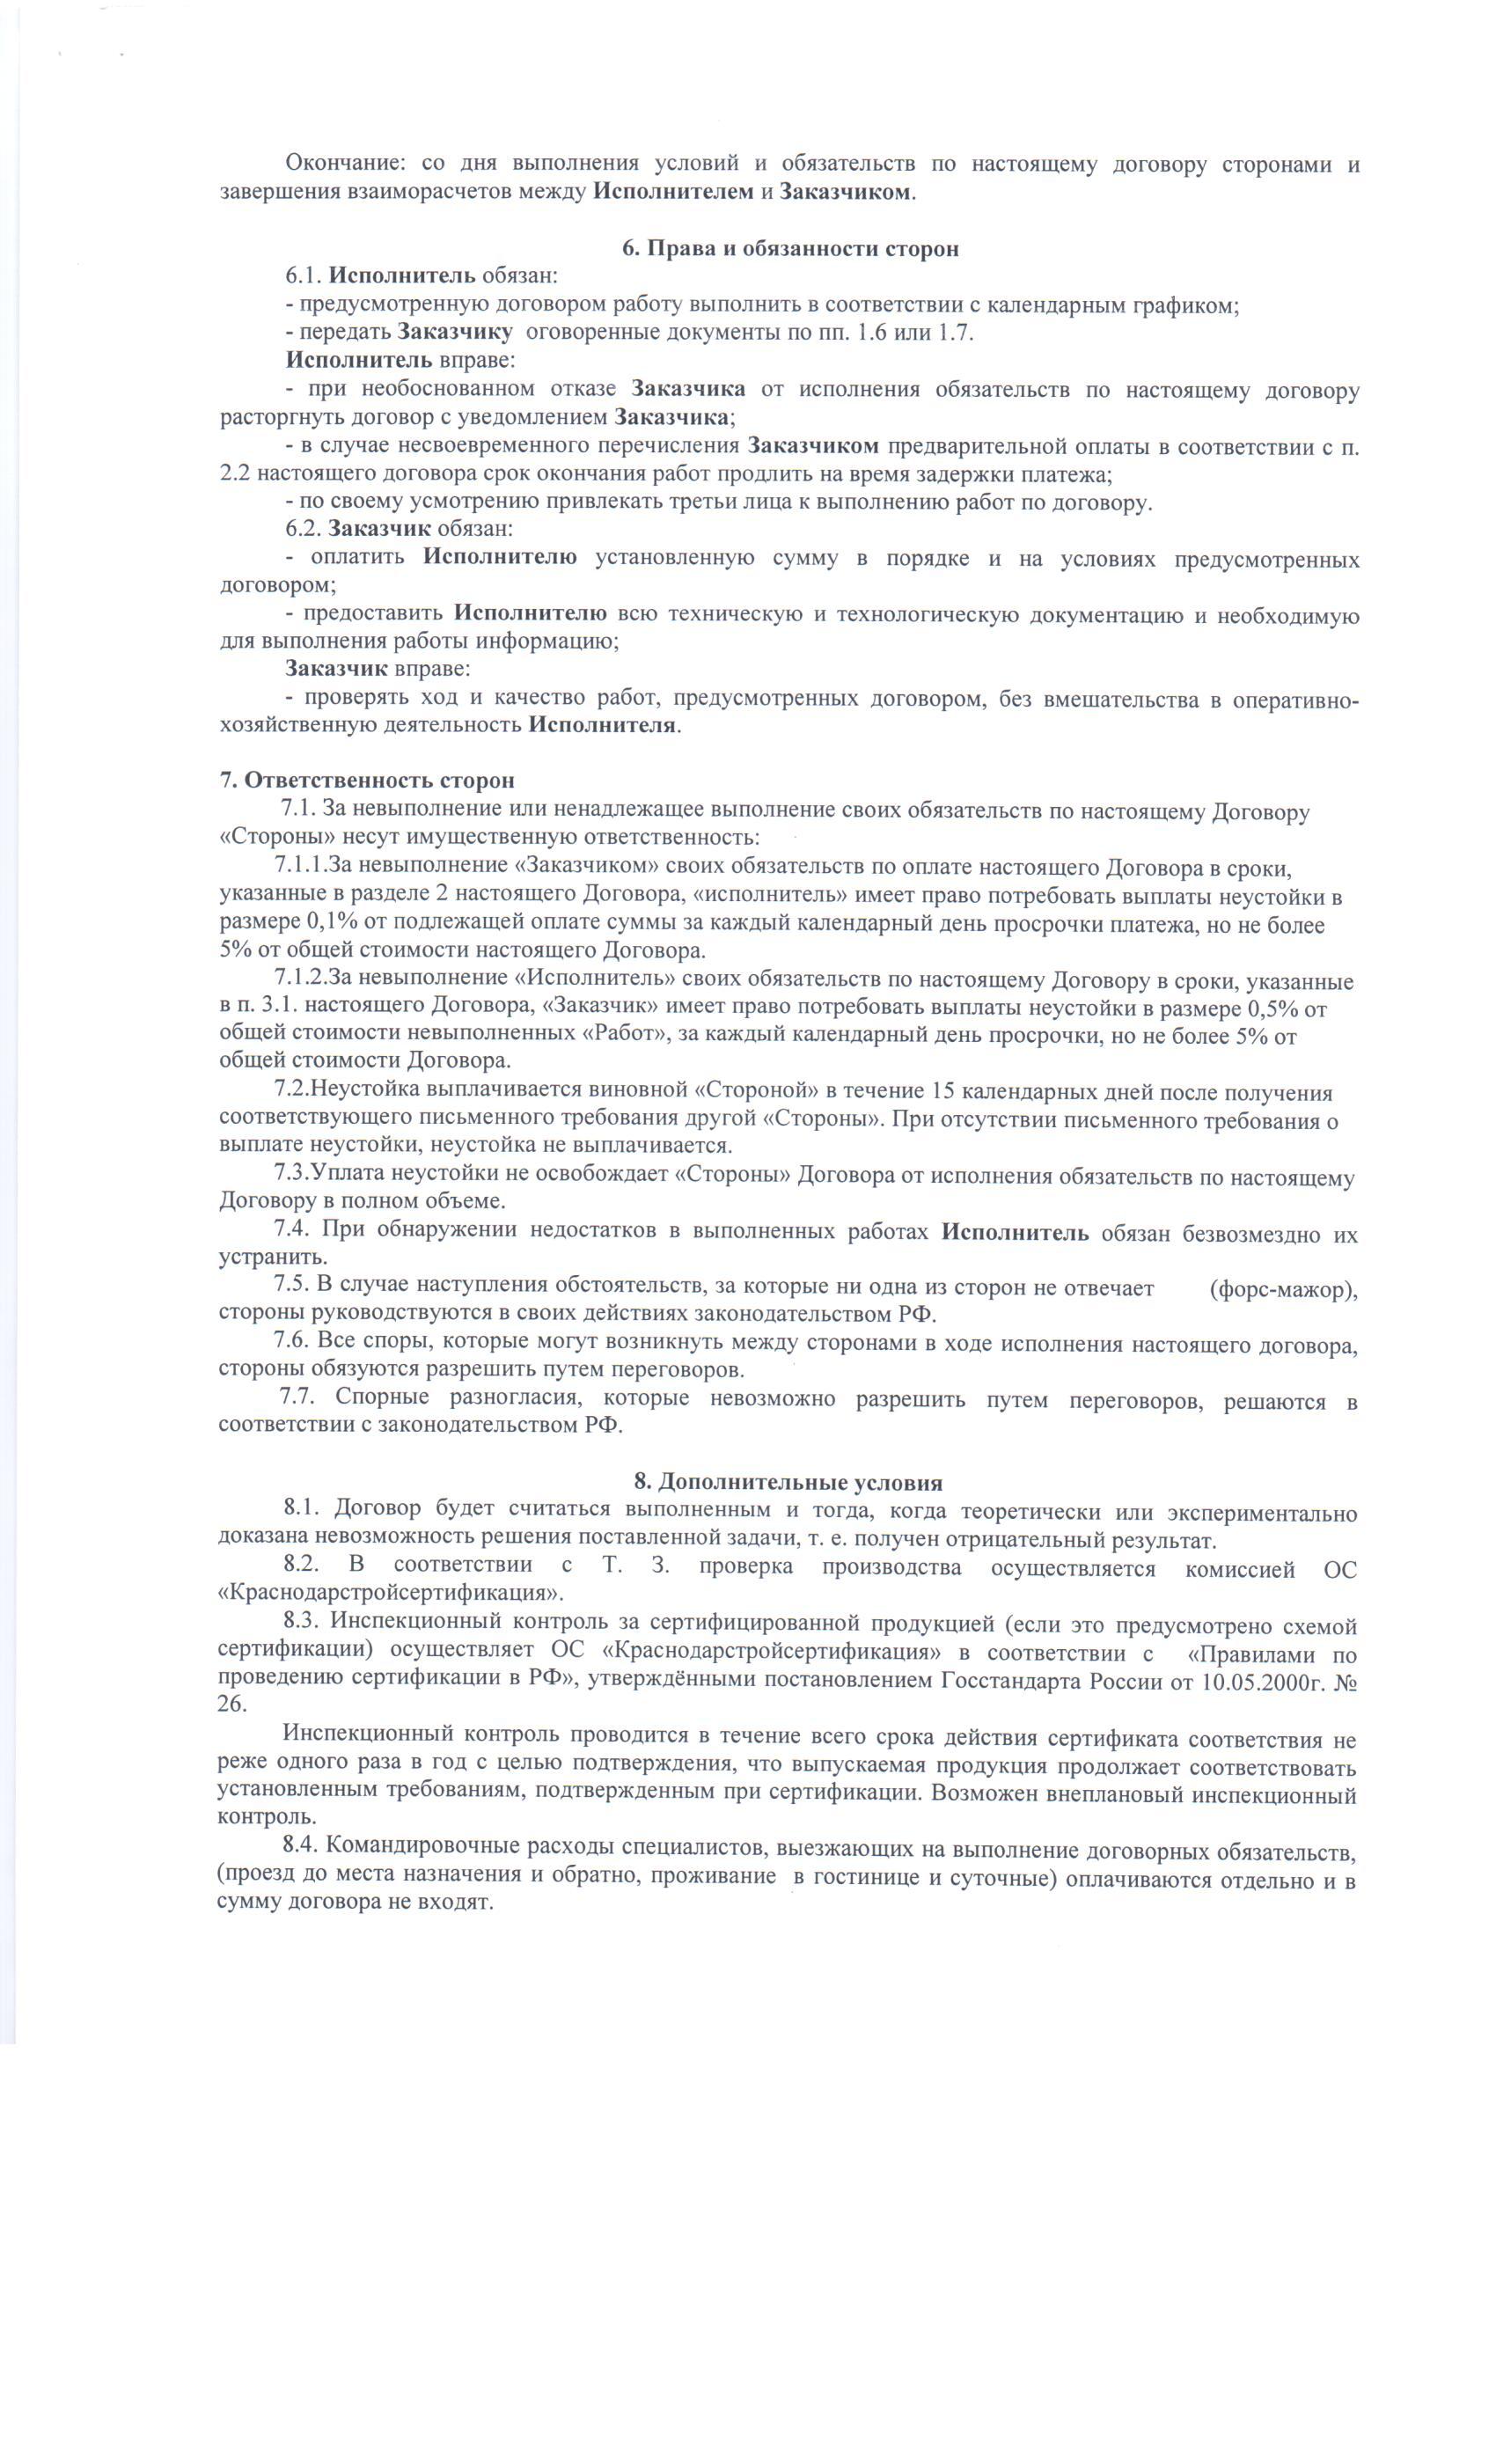 Окончание: со дня выполнения условий и обязательств по настоящему договору сторонами и
завершения взаиморасчетов между Исполнителем и Заказчиком.
6. Права и обязанности сторон
6.1. Исполнитель обязан:
- предусмотренную договором работу выполнить в соответствии с календарным графиком;
- передать Заказчику оговоренные документы по пп. 1.6 или 1.7.
Исполнитель вправе:
- при необоснованном отказе Заказчика от исполнения обязательств по настоящему договору
расторгнуть договор с уведомлением Заказчика;
- в случае несвоевременного перечисления Заказчиком предварительной оплаты в соответствии с п.
2.2 настоящего договора срок окончания работ продлить на время задержки платежа;
- по своему усмотрению привлекать третьи лица к выполнению работ по договору.
6.2. Заказчик обязан:
- оплатить Исполнителю установленную сумму в порядке и на условиях предусмотренных
договором;
- предоставить Исполнителю всю техническую и технологическую документацию и необходимую
для выполнения работы информацию;
Заказчик вправе:
- проверять ход и качество работ, предусмотренных договором, без вмешательства в оперативно-
хозяйственную деятельность Исполнителя.
7. Ответственность сторон
7.1. За невыполнение или ненадлежащее выполнение своих обязательств по настоящему Договору
«Стороны» несут имущественную ответственность:
7.1.1.За невыполнение «Заказчиком» своих обязательств по оплате настоящего Договора в сроки,
указанные в разделе 2 настоящего Договора, «исполнитель» имеет право потребовать выплаты неустойки в
размере 0,1% от подлежащей оплате суммы за каждый календарный день просрочки платежа, но не более
5% от общей стоимости настоящего Договора.
7.1.2.За невыполнение «Исполнитель» своих обязательств по настоящему Договору в сроки, указанные
в п. 3.1. настоящего Договора, «Заказчик» имеет право потребовать выплаты неустойки в размере 0,5% от
общей стоимости невыполненных «Работ», за каждый календарный день просрочки, но не более 5% от
общей стоимости Договора.
7.2.Неустойка выплачивается виновной «Стороной» в течение 15 календарных дней после получения
соответствующего письменного требования другой «Стороны». При отсутствии письменного требования о
выплате неустойки, неустойка не выплачивается.
7.3.Уплата неустойки не освобождает «Стороны» Договора от исполнения обязательств по настоящему
Договору в полном объеме.
7.4. При обнаружении недостатков в выполненных работах Исполнитель обязан безвозмездно их
устранить.
7.5. В случае наступления обстоятельств, за которые ни одна из сторон не отвечает (форс-мажор),
стороны руководствуются в своих действиях законодательством РФ.
7.6. Все споры, которые могут возникнуть между сторонами в ходе исполнения настоящего договора,
стороны обязуются разрешить путем переговоров.
7.7. Спорные разногласия, которые невозможно разрешить путем переговоров, решаются в
соответствии с законодательством РФ.
8. Дополнительные условия
8.1. Договор будет считаться выполненным и тогда, когда теоретически или экспериментально
доказана невозможность решения поставленной задачи, т. е. получен отрицательный результат.
8.2. В соответствии с Т. З. проверка производства осуществляется комиссией ОС
«Краснодарстройсертификация».
8.3. Инспекционный контроль за сертифицированной продукцией (если это предусмотрено схемой
сертификации) осуществляет ОС «Краснодарстройсертификация» в соответствии с «Правилами по
проведению сертификации в РФ», утверждёнными постановлением Госстандарта России от 10.05.2000г. №
26.
Инспекционный контроль проводится в течение всего срока действия сертификата соответствия не
реже одного раза в год с целью подтверждения, что выпускаемая продукция продолжает соответствовать
установленным требованиям, подтвержденным при сертификации. Возможен внеплановый инспекционный
контроль.
8.4. Командировочные расходы специалистов, выезжающих на выполнение договорных обязательств,
(проезд до места назначения и обратно, проживание в гостинице и суточные) оплачиваются отдельно и в
сумму договора не входят.